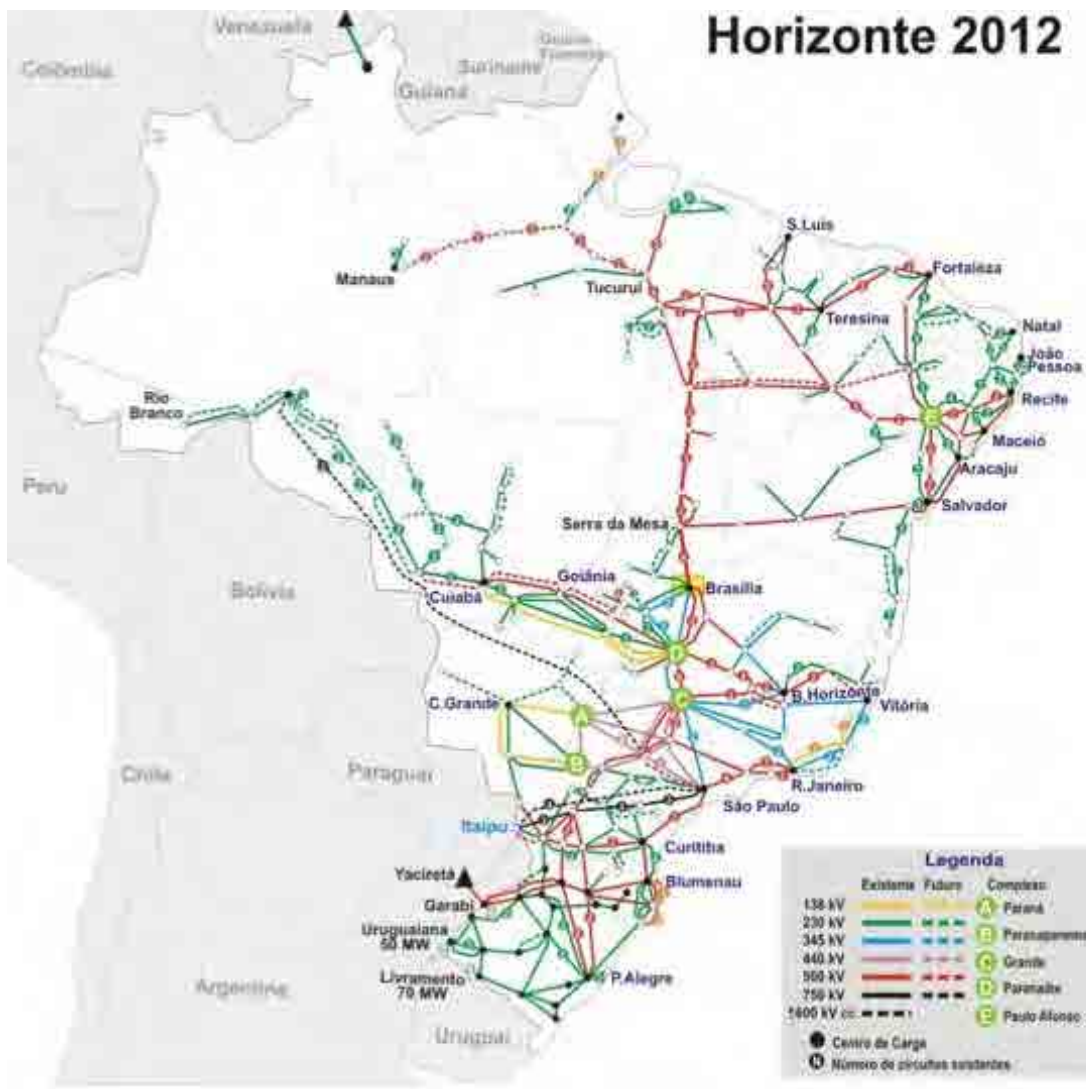 Horizonte 2012
Venezuela
Colômbia
Suriname
Guiana
S.Luis
Manaus
Tucuruí
Fortaleza
Teresina
Natal
João
Pessoa
Rio
Branco
Recife
Maceió
Aracaju
Peru
Salvador
Serra da Mesa
Goiânia
Brasília
Bolívia
Cuiabá
D
E
C.Grande
A
C
B.Horizonte
Vitória
Chile
Paraguai
B
R.Janeiro
São Paulo
Itaipu
Curitiba
Yaciretá
Blumenau
Garabi
Uruguaiana
50 MW
Livramento
70 MW
P.Alegre
Argentina
Uruguai
Legenda
Existente Futuro Complexo
138 kV A Paraná
230 kV B Paranapanema
345 kV
440 kV C Grande
500 kV D Paranaíba
750 kV
±600 kV cc E Paulo Afonso
Centro de Carga
N Número de circuitos existentes